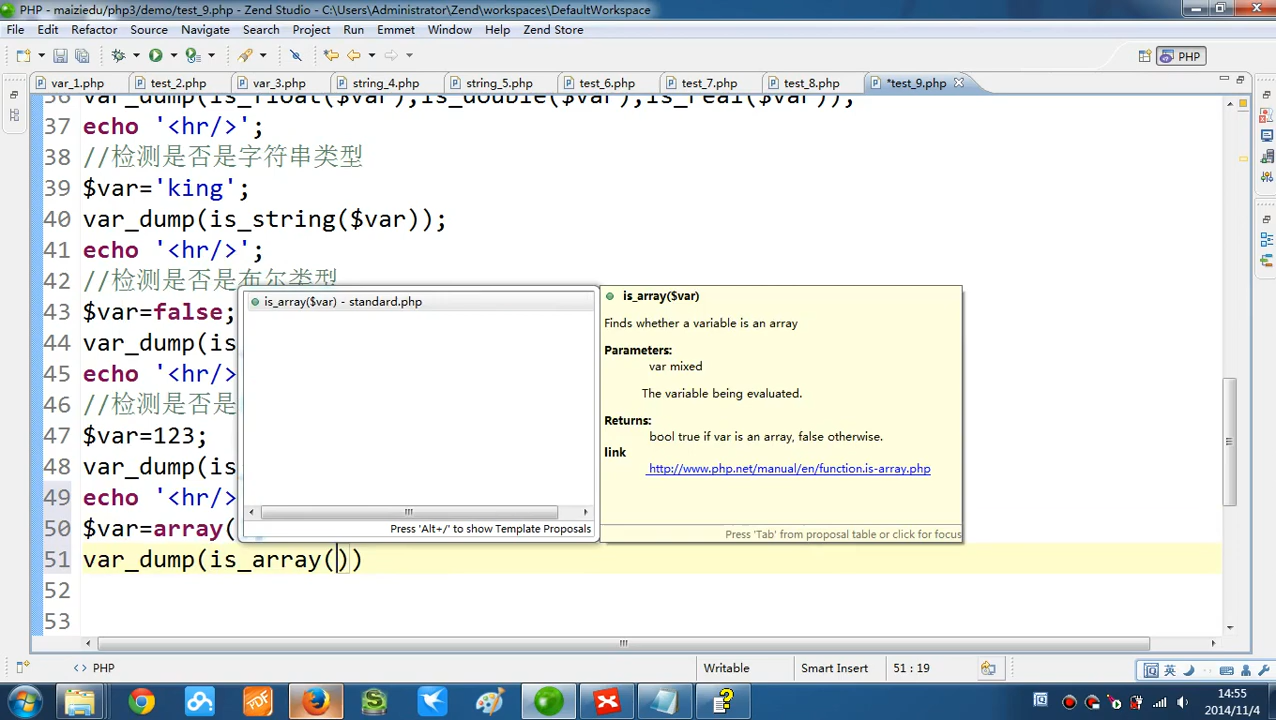 PHP - maiziedu/php3/demo/test_9.php - Zend Studio - C:\Users\Administrator\Zend\workspaces\DefaultWorkspace
File Edit Refactor Source Navigate Search Project Run Emmet Window Help Zend Store
PHP
var_1.php test_2.php var_3.php string_4.php string_5.php test_6.php test_7.php test_8.php *test_9.php
36 var_dump(is_float($var),is_double($var),is_real($var));
37 echo '<hr/>';
38 //检测是否是字符串类型
39 $var='king';
40 var_dump(is_string($var));
41 echo '<hr/>';
42 //检测是否是布尔类型
43 $var=false;
44 var_dump(is
45 echo '<hr/>
46 //检测是否是
47 $var=123;
48 var_dump(is
49 echo '<hr/>
50 $var=array(
51 var_dump(is_array())
52
53
is_array($var) - standard.php
Press 'Alt+/' to show Template Proposals
is_array($var)
Finds whether a variable is an array
Parameters:
var mixed
The variable being evaluated.
Returns:
bool true if var is an array, false otherwise.
link
http://www.php.net/manual/en/function.is-array.php
Press 'Tab' from proposal table or click for focus
PHP Writable Smart Insert 51 : 19
英
14:55
2014/11/4